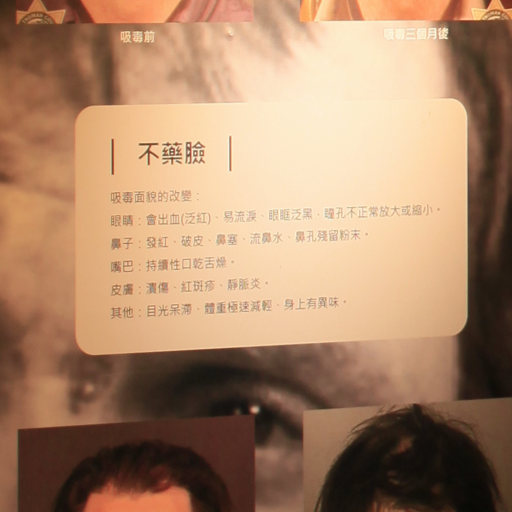 吸毒前
吸毒三個月後
不藥臉
吸毒面貌的改變：
眼睛：會出血(泛紅)、易流淚、眼眶泛黑、瞳孔不正常放大或縮小。
鼻子：發紅、破皮、鼻塞、流鼻水、鼻孔殘留粉末。
嘴巴：持續性口乾舌燥。
皮膚：潰傷、紅斑疹、靜脈炎。
其他：目光呆滯、體重極速減輕、身上有異味。